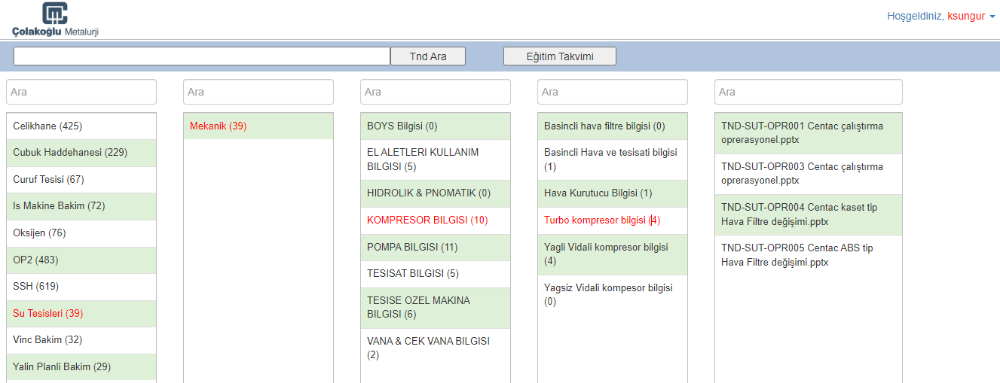 Çolakoğlu Metalurji
Hoşgeldiniz, ksungur
Tnd Ara
Eğitim Takvimi
Ara
Celikhane (425)
Cubuk Haddehanesi (229)
Curuf Tesisi (67)
Is Makine Bakim (72)
Oksijen (76)
OP2 (483)
SSH (619)
Su Tesisleri (39)
Vinc Bakim (32)
Yalin Planli Bakim (29)
Ara
Mekanik (39)
Ara
BOYS Bilgisi (0)
EL ALETLERI KULLANIM
BILGISI (5)
HIDROLIK & PNOMATIK (0)
KOMPRESOR BILGISI (10)
POMPA BILGISI (11)
TESISAT BILGISI (5)
TESISE OZEL MAKINA
BILGISI (6)
VANA & CEK VANA BILGISI
(2)
Ara
Basincli hava filtre bilgisi (0)
Basincli Hava ve tesisati bilgisi
(1)
Hava Kurutucu Bilgisi (1)
Turbo kompresor bilgisi (4)
Yagli Vidali kompresor bilgisi
(4)
Yagsiz Vidali kompesor bilgisi
(0)
Ara
TND-SUT-OPR001 Centac çalıştırma
oprerasyonel.pptx
TND-SUT-OPR003 Centac çalıştırma
oprerasyonel.pptx
TND-SUT-OPR004 Centac kaset tip
Hava Filtre değişimi.pptx
TND-SUT-OPR005 Centac ABS tip
Hava Filtre değişimi.pptx